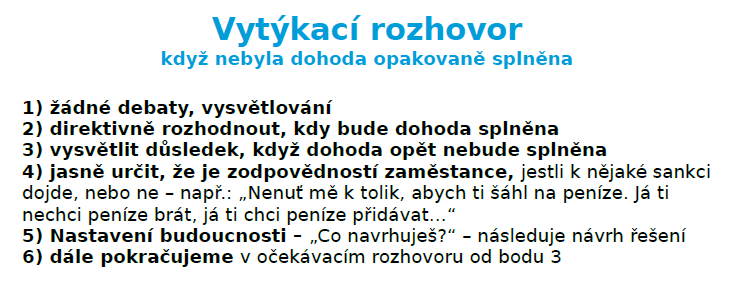 Vytýkací rozhovor
když nebyla dohoda opakovaně splněna
1) žádné debaty, vysvětlování
2) direktivně rozhodnout, kdy bude dohoda splněna
3) vysvětlit důsledek, když dohoda opět nebude splněna
4) jasně určit, že je zodpovědností zaměstance, jestli k nějaké sankci
dojde, nebo ne – např.: „Nenuť mě k tolik, abych ti šáhl na peníze. Já ti
nechci peníze brát, já ti chci peníze přidávat…“
5) Nastavení budoucnosti – „Co navrhuješ?“ – následuje návrh řešení
6) dále pokračujeme v očekávacím rozhovoru od bodu 3